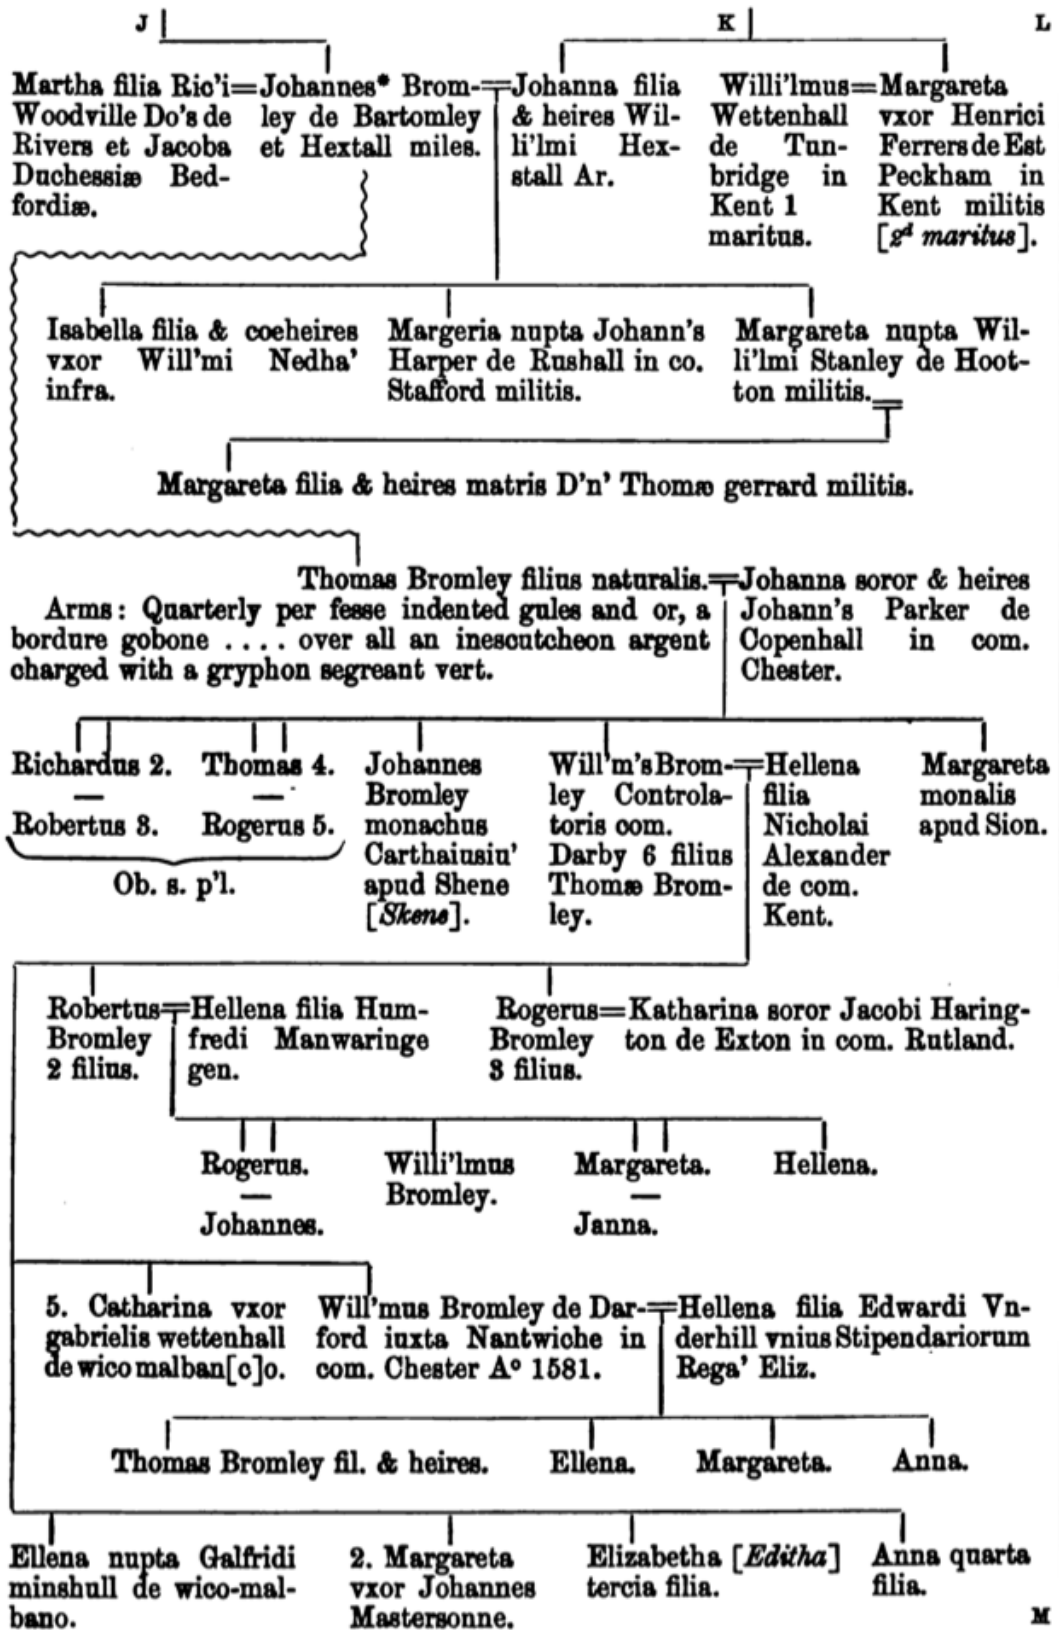 J K L
Martha filia Ric'i=Johannes* Brom-
Woodville Do's de
Rivers et Jacoba
Duchessiæ Bed-
fordiæ.
ley de Bartomley
et Hextall miles.
Johanna filia
& heires Wil-
li'lmi Hex-
stall Ar.
Willi'lmus=Margareta
Wettenhall
de Tun-
bridge in
Kent 1
maritus.
vxor Henrici
Ferrers de Est
Peckham in
Kent militis
[2d maritus].
Isabella filia & coeheires
vxor Will'mi Nedha'
infra.
Margeria nupta Johann's
Harper de Rushall in co.
Stafford militis.
Margareta nupta Wil-
li'lmi Stanley de Hoot-
ton militis.
Margareta filia & heires matris D'n' Thomæ gerrard militis.
Thomas Bromley filius naturalis.=Johanna soror & heires
Arms: Quarterly per fesse indented gules and or, a
bordure gobone .... over all an inescutcheon argent
charged with a gryphon segreant vert.
Johann's Parker de
Copenhall in com.
Chester.
Richardus 2.
—
Robertus 3.
Thomas 4.
—
Rogerus 5.
Ob. s. p'l.
Johannes
Bromley
monachus
Carthaiusiu'
apud Shene
[Skene].
Will'm's Brom-
ley Controla-
toris com.
Darby 6 filius
Thomæ Brom-
ley.
Hellena
filia
Nicholai
Alexander
de com.
Kent.
Margareta
monalis
apud Sion.
Robertus=Hellena filia Hum-
Bromley
2 filius.
fredi Manwaringe
gen.
Rogerus=Katharina soror Jacobi Haring-
Bromley
3 filius.
ton de Exton in com. Rutland.
Rogerus.
—
Johannes.
Willi'lmus
Bromley.
Margareta.
—
Janna.
Hellena.
5. Catharina vxor
gabrielis wettenhall
de wico malban[c]o.
Will'mus Bromley de Dar-
ford iuxta Nantwiche in
com. Chester Aº 1581.
Hellena filia Edwardi Vn-
derhill vnius Stipendariorum
Rega' Eliz.
Thomas Bromley fil. & heires.
Ellena.
Margareta.
Anna.
Ellena nupta Galfridi
minshull de wico-mal-
bano.
2. Margareta
vxor Johannes
Mastersonne.
Elizabetha [Editha]
tercia filia.
Anna quarta
filia.
M